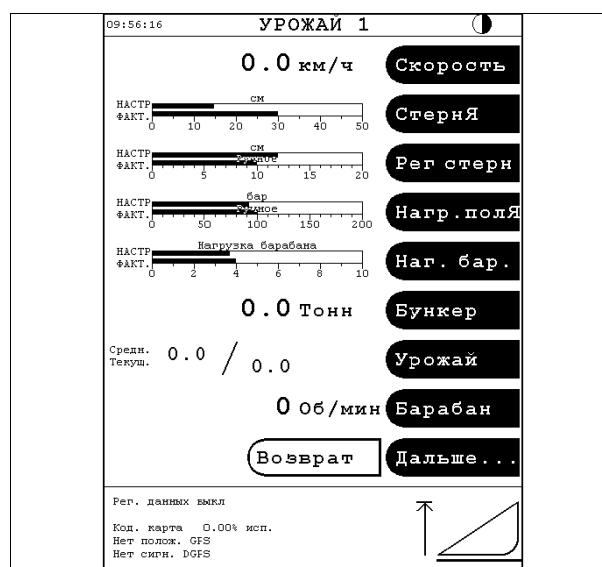 09:56:16 УРОЖАЙ 1
0.0 км/ч Скорость
см
НАСТР
ФАКТ.
0 10 20 30 40 50
СтернЯ
см
НАСТР
Ручное
ФАКТ.
0 5 10 15 20
Рег стерн
бар
НАСТР
Ручное
ФАКТ.
0 50 100 150 200
Нагр.полЯ
Нагрузка барабана
НАСТР
ФАКТ.
0 2 4 6 8 10
Наг. бар.
0.0 Тонн Бункер
Средн.
Текущ.
0.0 / 0.0
Урожай
0 Об/мин Барабан
Возврат Дальше...
Рег. данных выкл
Код. карта 0.00% исп.
Нет полож. GPS
Нет сигн. DGPS